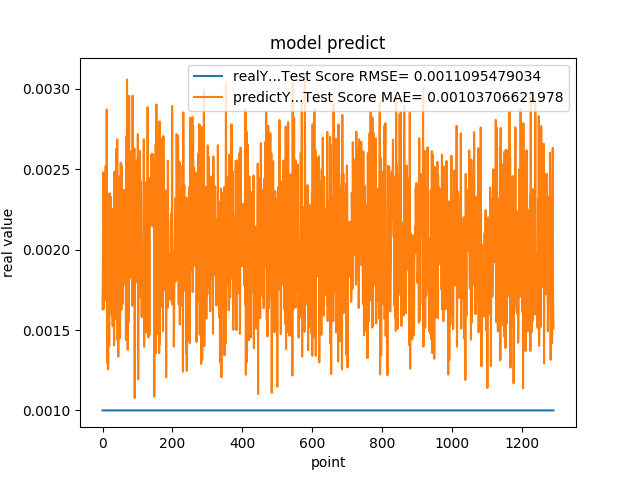 model predict
realY...Test Score RMSE= 0.0011095479034
predictY...Test Score MAE= 0.00103706621978
0.0030
0.0025
0.0020
0.0015
0.0010
real value
0 200 400 600 800 1000 1200
point